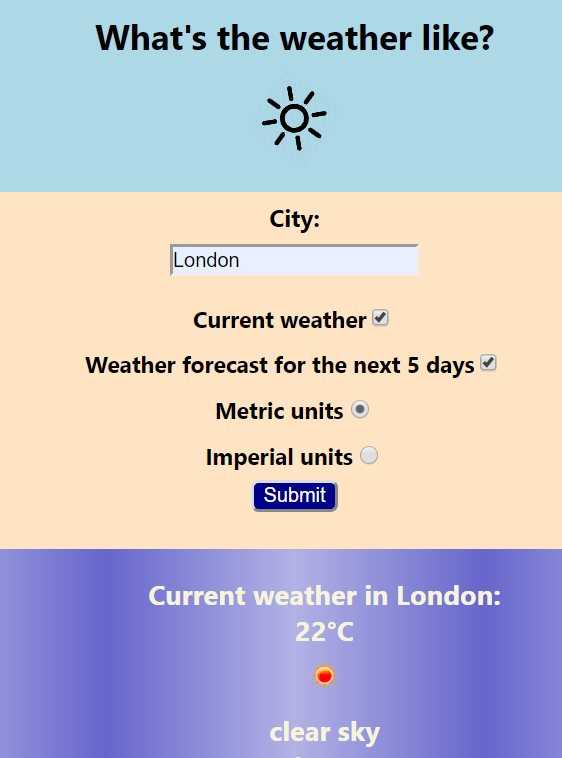 What's the weather like?
City:
London
Current weather
Weather forecast for the next 5 days
Metric units
Imperial units
Submit
Current weather in London:
22°C
clear sky